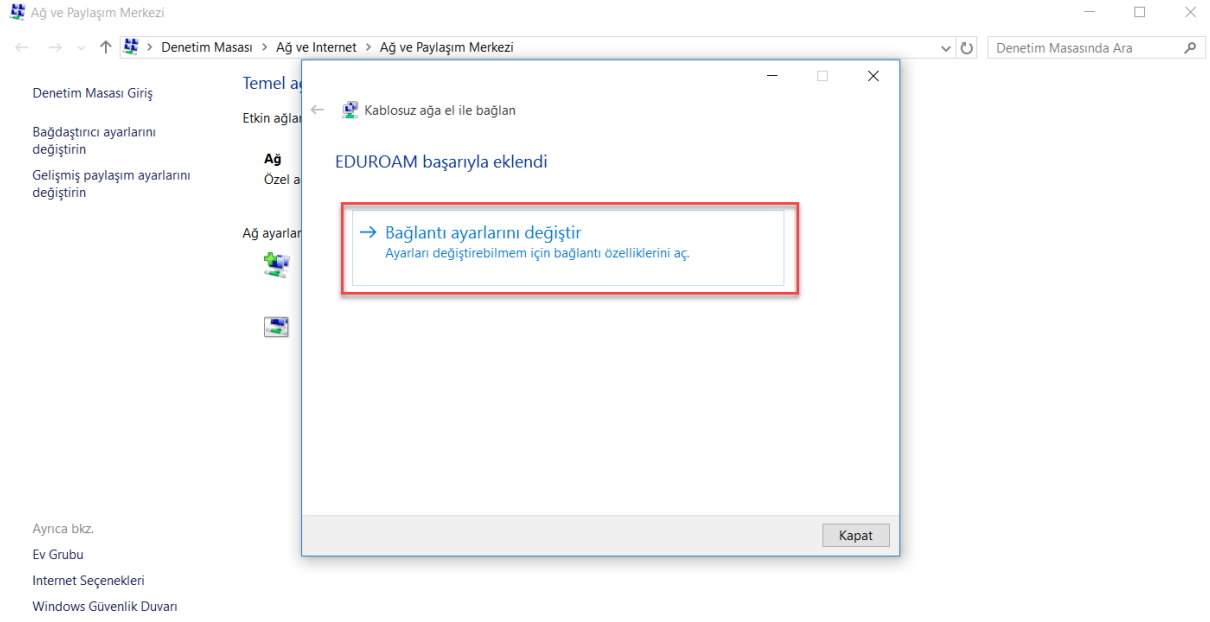 Ağ ve Paylaşım Merkezi
Denetim Masası > Ağ ve Internet > Ağ ve Paylaşım Merkezi
Denetim Masasında Ara
Denetim Masası Giriş
Bağdaştırıcı ayarlarını
değiştirin
Gelişmiş paylaşım ayarlarını
değiştirin
Ayrıca bkz.
Ev Grubu
Internet Seçenekleri
Windows Güvenlik Duvarı
Temel
Etkin
Ağ
Özel
Ağ
Kablosuz ağa el ile bağlan
EDUROAM başarıyla eklendi
Bağlantı ayarlarını değiştir
Ayarları değiştirebilmem için bağlantı özelliklerini aç.
Kapat